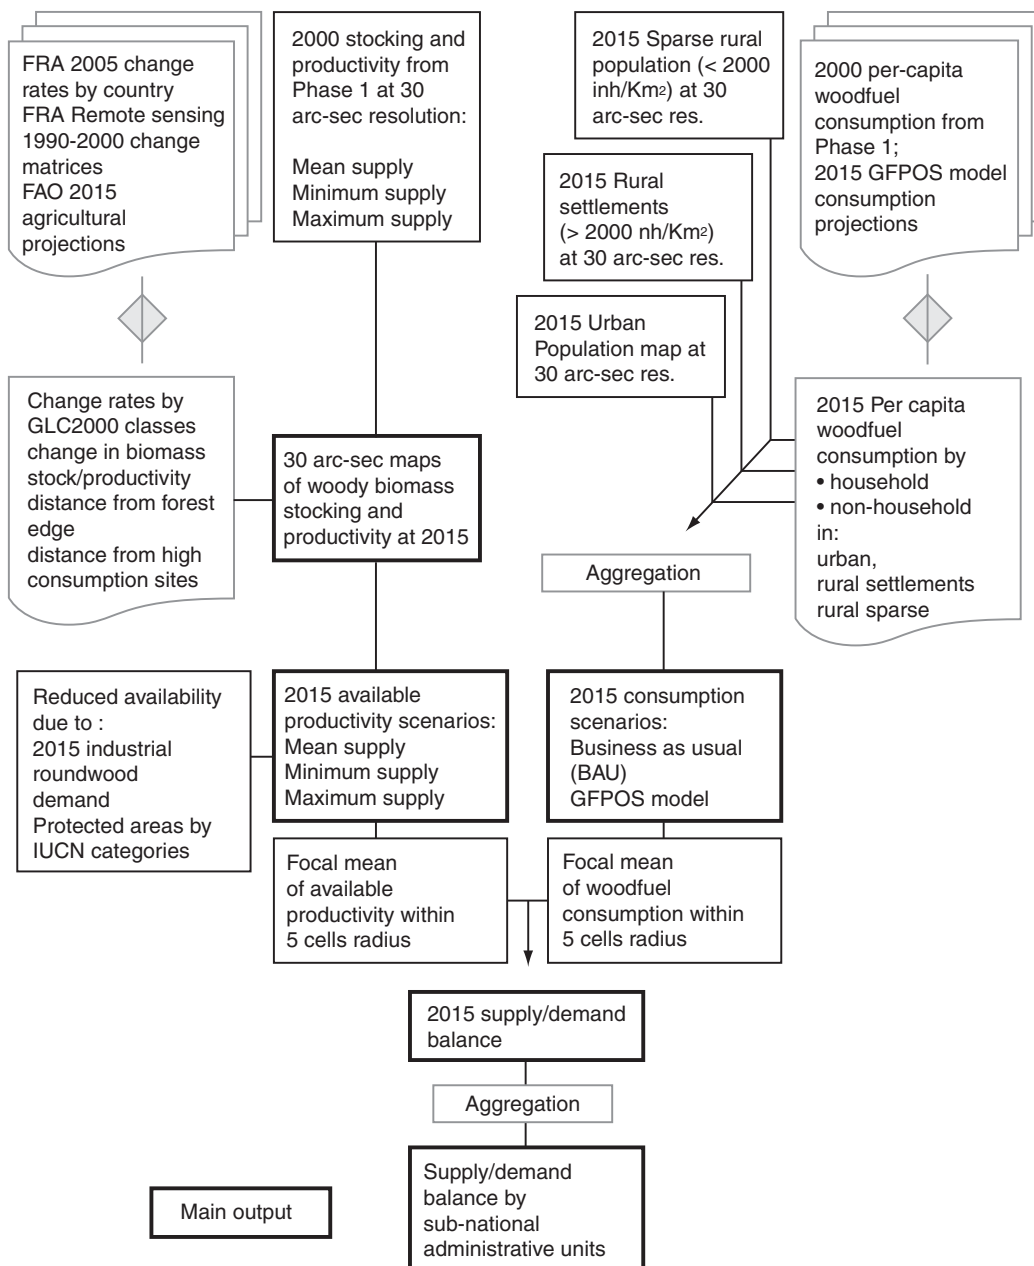 FRA 2005 change
rates by country
FRA Remote sensing
1990-2000 change
matrices
FAO 2015
agricultural
projections
2000 stocking and
productivity from
Phase 1 at 30
arc-sec resolution:
Mean supply
Minimum supply
Maximum supply
2015 Sparse rural
population (< 2000
inh/Km2) at 30
arc-sec res.
2015 Rural
settlements
(> 2000 nh/Km2)
at 30 arc-sec res.
2015 Urban
Population map at
30 arc-sec res.
2000 per-capita
woodfuel
consumption from
Phase 1;
2015 GFPOS model
consumption
projections
Change rates by
GLC2000 classes
change in biomass
stock/productivity
distance from forest
edge
distance from high
consumption sites
30 arc-sec maps
of woody biomass
stocking and
productivity at 2015
2015 Per capita
woodfuel
consumption by
• household
• non-household
in:
urban,
rural settlements
rural sparse
Aggregation
Reduced availability
due to :
2015 industrial
roundwood
demand
Protected areas by
IUCN categories
2015 available
productivity scenarios:
Mean supply
Minimum supply
Maximum supply
2015 consumption
scenarios:
Business as usual
(BAU)
GFPOS model
Focal mean
of available
productivity within
5 cells radius
Focal mean
of woodfuel
consumption within
5 cells radius
2015 supply/demand
balance
Aggregation
Supply/demand
balance by
sub-national
administrative units
Main output